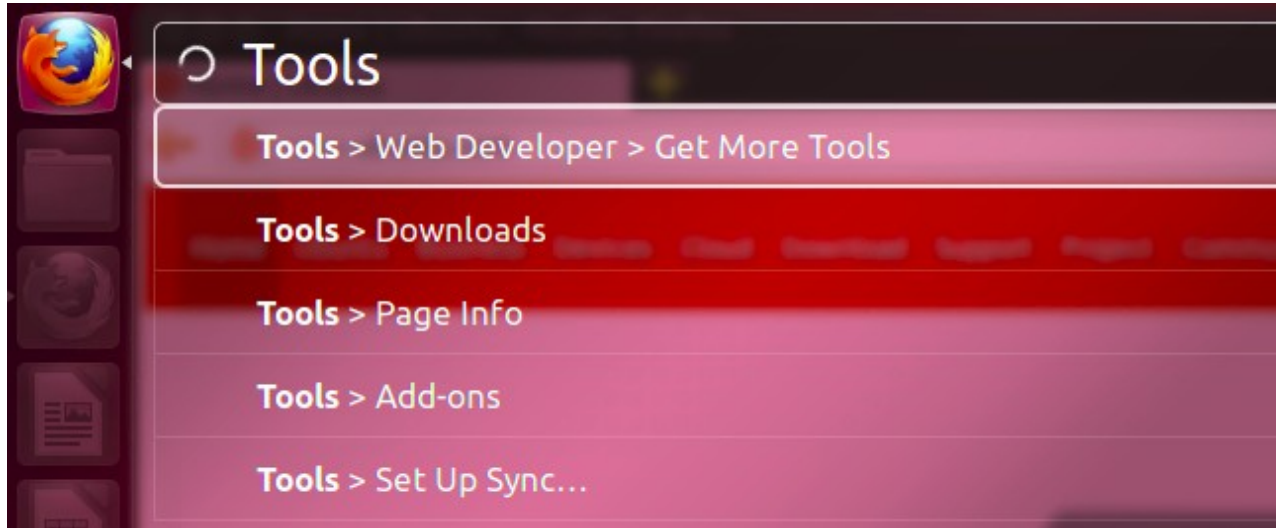 Tools
Tools > Web Developer > Get More Tools
Tools > Downloads
Tools > Page Info
Tools > Add-ons
Tools > Set Up Sync…